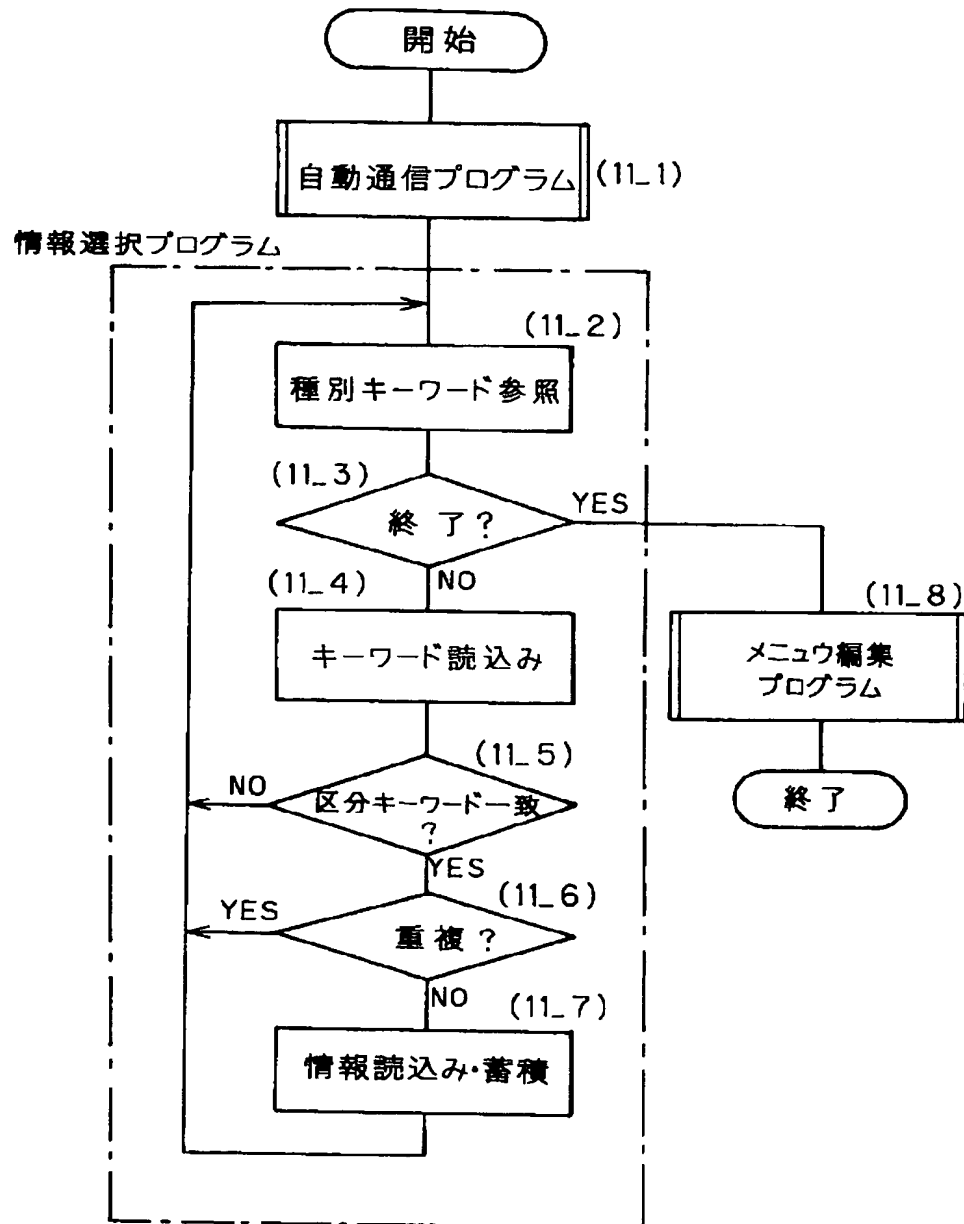 開始
自動通信プログラム
(11_1)
情報選択プログラム
(11_2)
種別キーワード参照
(11_3)
終了?
YES
NO
(11_4)
キーワード読込み
(11_8)
メニュウ編集
プログラム
終了
(11_5)
区分キーワード一致
?
NO
YES
(11_6)
重複?
YES
NO
(11_7)
情報読込み・蓄積